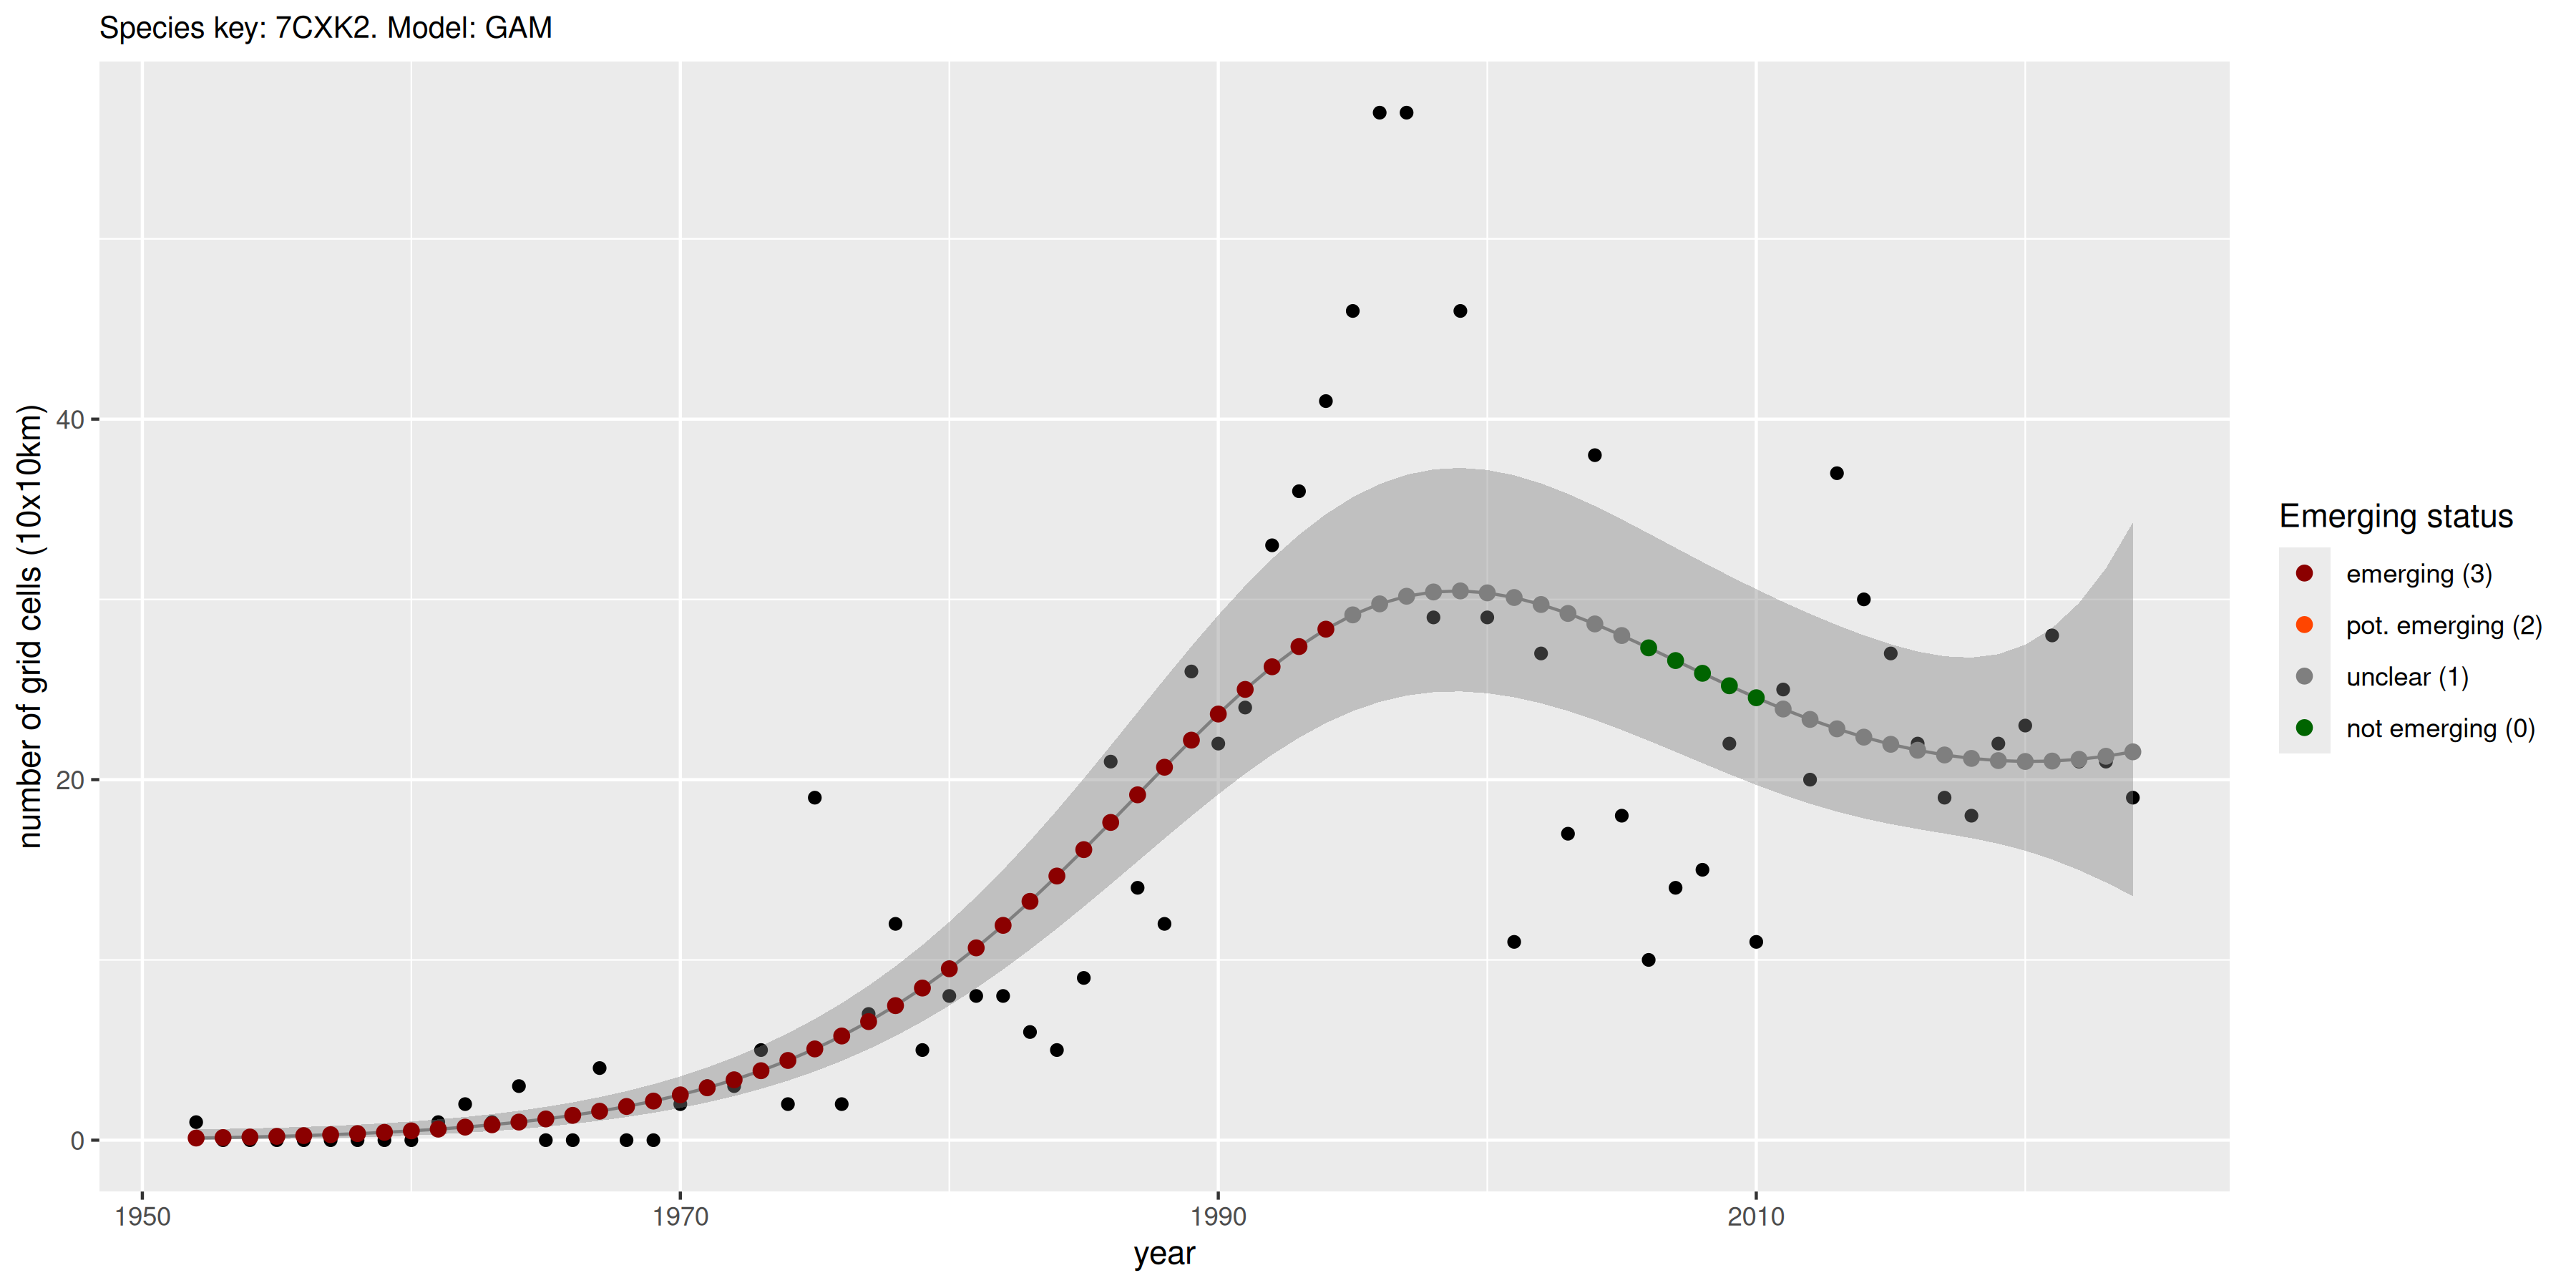 Species key: 7CXK2. Model: GAM
number of grid cells (10x10km)
40
20
0
1950
1970
1990
2010
year
Emerging status
emerging (3)
pot. emerging (2)
unclear (1)
not emerging (0)